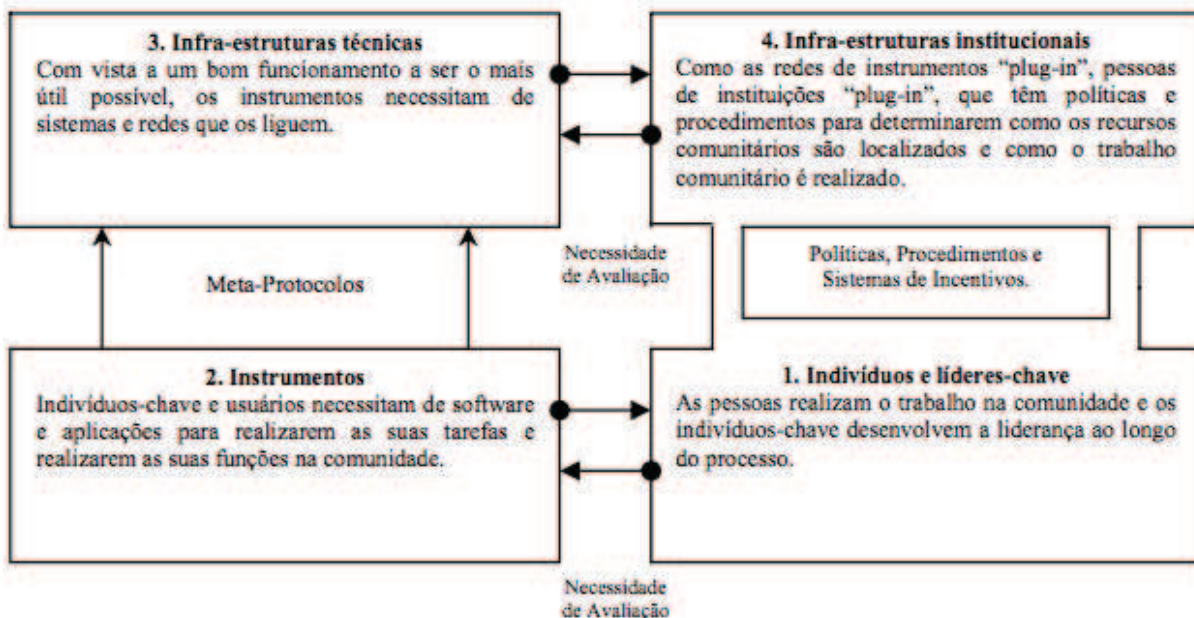 3. Infra-estruturas técnicas
Com vista a um bom funcionamento a ser o mais
útil possível, os instrumentos necessitam de
sistemas e redes que os liguem.
4. Infra-estruturas institucionais
Como as redes de instrumentos “plug-in”, pessoas
de instituições “plug-in”, que têm políticas e
procedimentos para determinarem como os recursos
comunitários são localizados e como o trabalho
comunitário é realizado.
Meta-Protocolos
Necessidade
de Avaliação
Políticas, Procedimentos e
Sistemas de Incentivos.
2. Instrumentos
Indivíduos-chave e usuários necessitam de software
e aplicações para realizarem as suas tarefas e
realizarem as suas funções na comunidade.
1. Indivíduos e líderes-chave
As pessoas realizam o trabalho na comunidade e os
indivíduos-chave desenvolvem a liderança ao longo
do processo.
Necessidade
de Avaliação